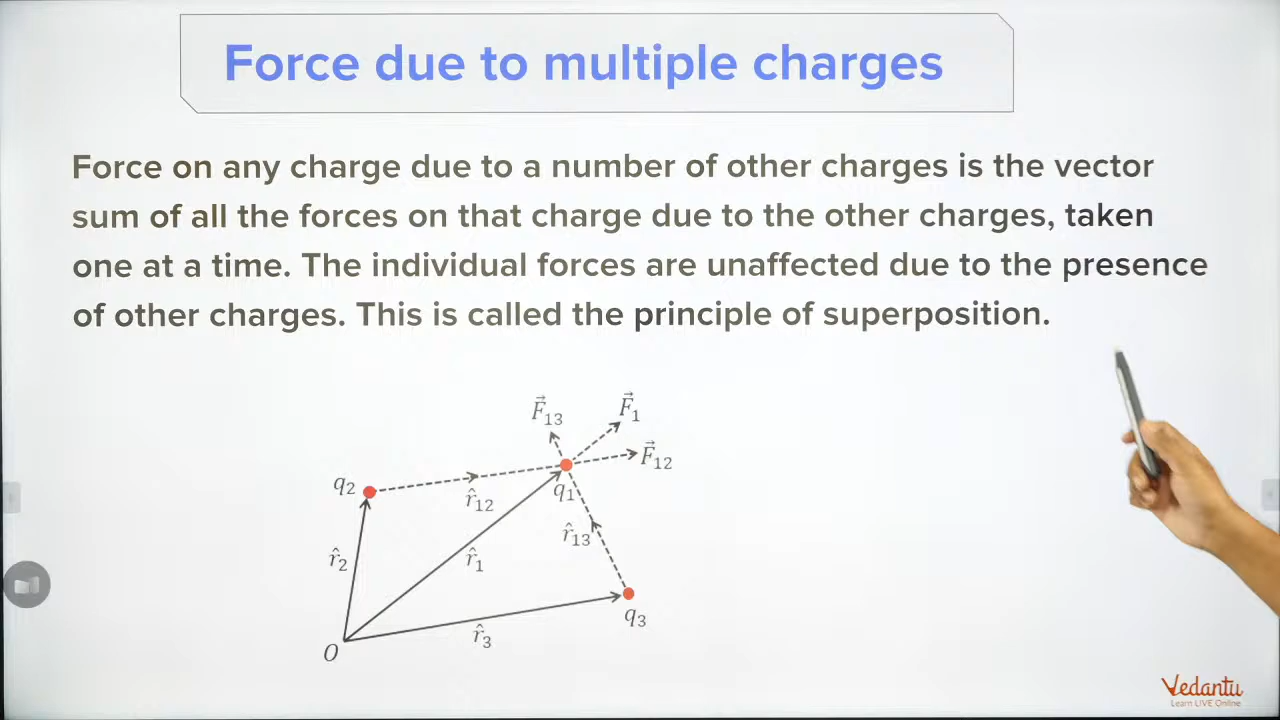 Force due to multiple charges
Force on any charge due to a number of other charges is the vector
sum of all the forces on that charge due to the other charges, taken
one at a time. The individual forces are unaffected due to the presence
of other charges. This is called the principle of superposition.
F⃗₁₃
F⃗₁
F⃗₁₂
q₂
r̂₁₂
q₁
r̂₁₃
r̂₂
r̂₁
q₃
r̂₃
O
Vedantu
Learn LIVE Online